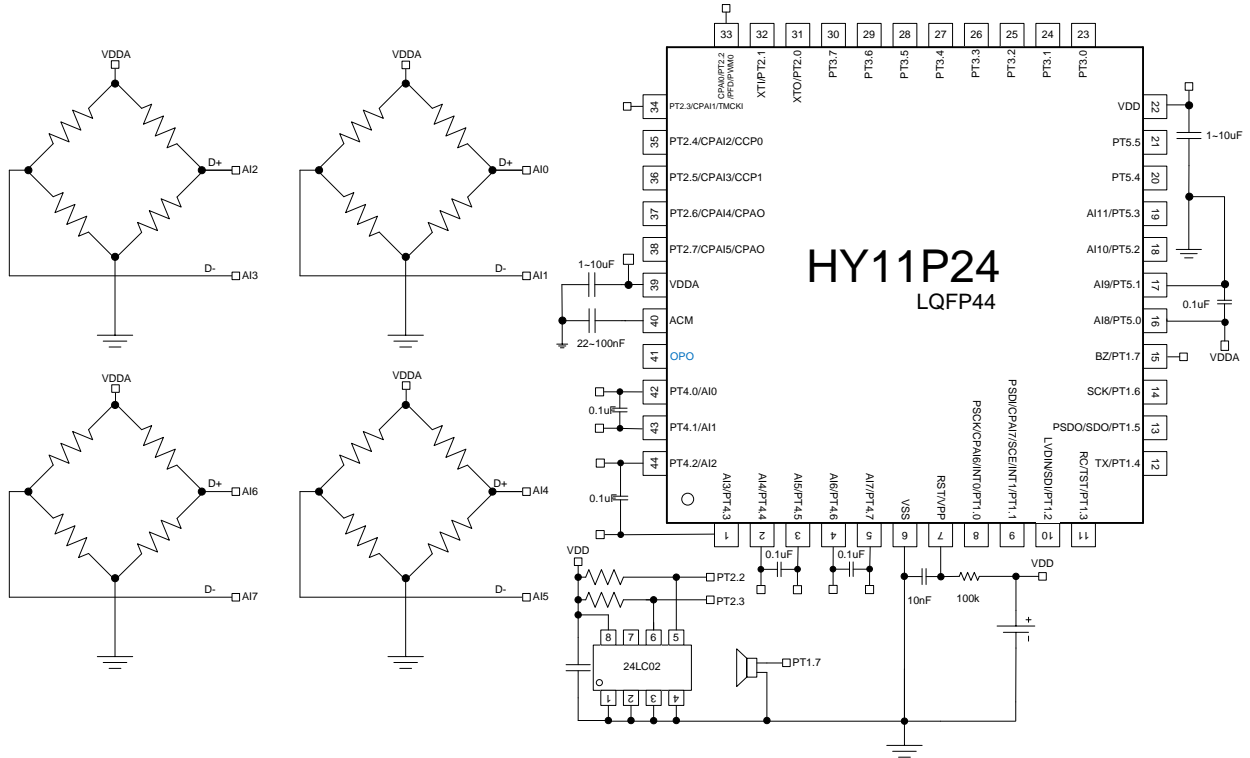 VDDA
D+
AI2
D-
AI3
VDDA
D+
AI0
D-
AI1
VDDA
D+
AI6
D-
AI7
VDDA
D+
AI4
D-
AI5
HY11P24
LQFP44
33
32
31
30
29
28
27
26
25
24
23
CPAI0/PT2.2
/PFD/PWM0
XTI/PT2.1
XTO/PT2.0
PT3.7
PT3.6
PT3.5
PT3.4
PT3.3
PT3.2
PT3.1
PT3.0
34 PT2.3/CPAI1/TMCKI
35 PT2.4/CPAI2/CCP0
36 PT2.5/CPAI3/CCP1
37 PT2.6/CPAI4/CPAO
38 PT2.7/CPAI5/CPAO
39 VDDA
40 ACM
41 OPO
42 PT4.0/AI0
43 PT4.1/AI1
44 PT4.2/AI2
1~10uF
22~100nF
0.1uF
0.1uF
VDD 22
PT5.5 21
PT5.4 20
AI11/PT5.3 19
AI10/PT5.2 18
AI9/PT5.1 17
AI8/PT5.0 16
BZ/PT1.7 15
SCK/PT1.6 14
PSDO/SDO/PT1.5 13
TX/PT1.4 12
1~10uF
0.1uF
VDDA
AI3/PT4.3
AI4/PT4.4
AI5/PT4.5
AI6/PT4.6
AI7/PT4.7
VSS
RST/VPP
PSCK/CPAI6/INT0/PT1.0
PSDI/CPAI7/SCE/INT1/PT1.1
LVDIN/SDI/PT1.2
RC/TST/PT1.3
1
2
3
4
5
6
7
8
9
10
11
0.1uF
0.1uF
10nF
100k
VDD
+
-
VDD
PT2.2
PT2.3
8
7
6
5
24LC02
1
2
3
4
PT1.7